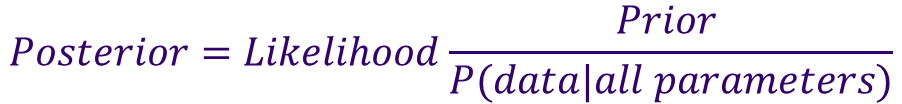 Posterior = Likelihood Prior / P(data|all parameters)